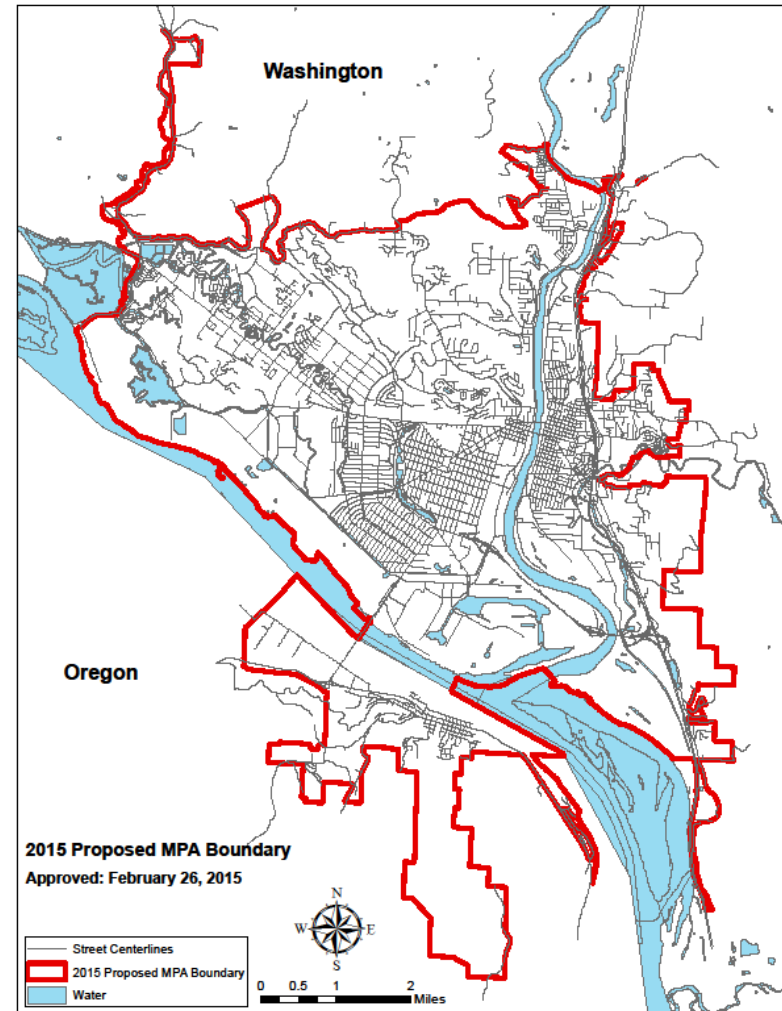 Washington
Oregon
2015 Proposed MPA Boundary
Approved: February 26, 2015
N
W E
S
Street Centerlines
2015 Proposed MPA Boundary
Water
0 0.5 1 2
Miles